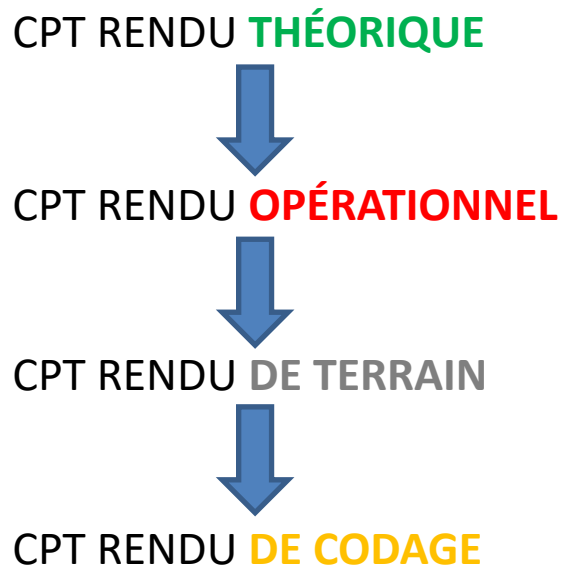 CPT RENDU THÉORIQUE
CPT RENDU OPÉRATIONNEL
CPT RENDU DE TERRAIN
CPT RENDU DE CODAGE